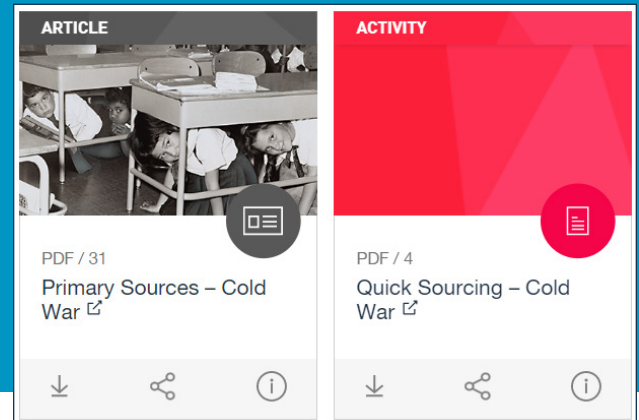 ARTICLE
PDF / 31
Primary Sources – Cold
War
ACTIVITY
PDF / 4
Quick Sourcing – Cold
War